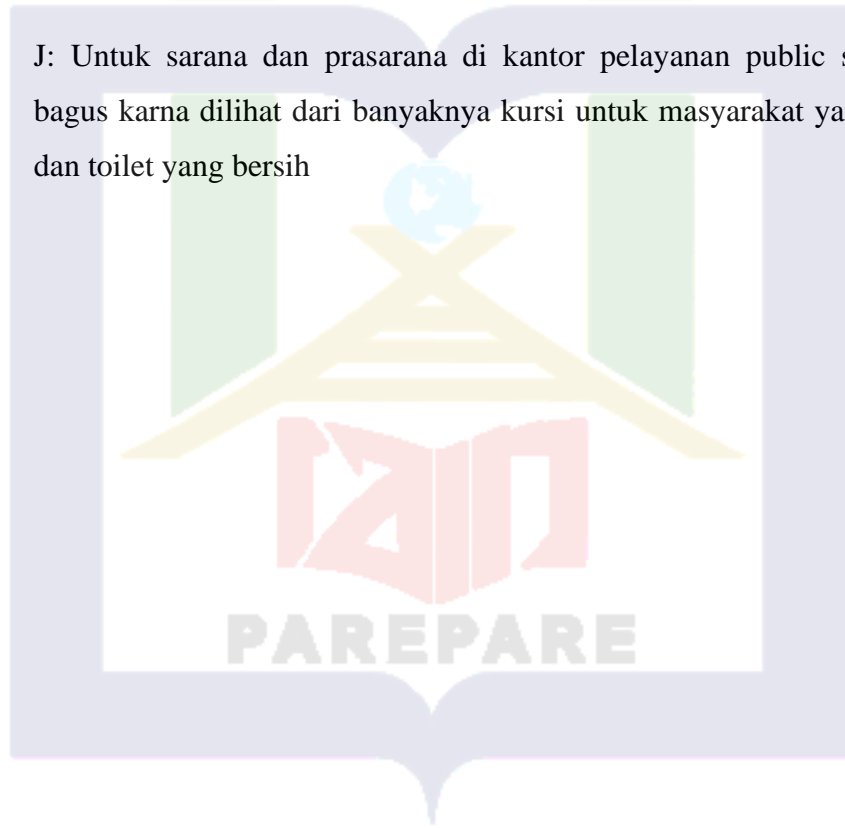 J: Untuk sarana dan prasarana di kantor pelayanan public
bagus karna dilihat dari banyaknya kursi untuk masyarakat
dan toilet yang bersih
iain
PAREPARE